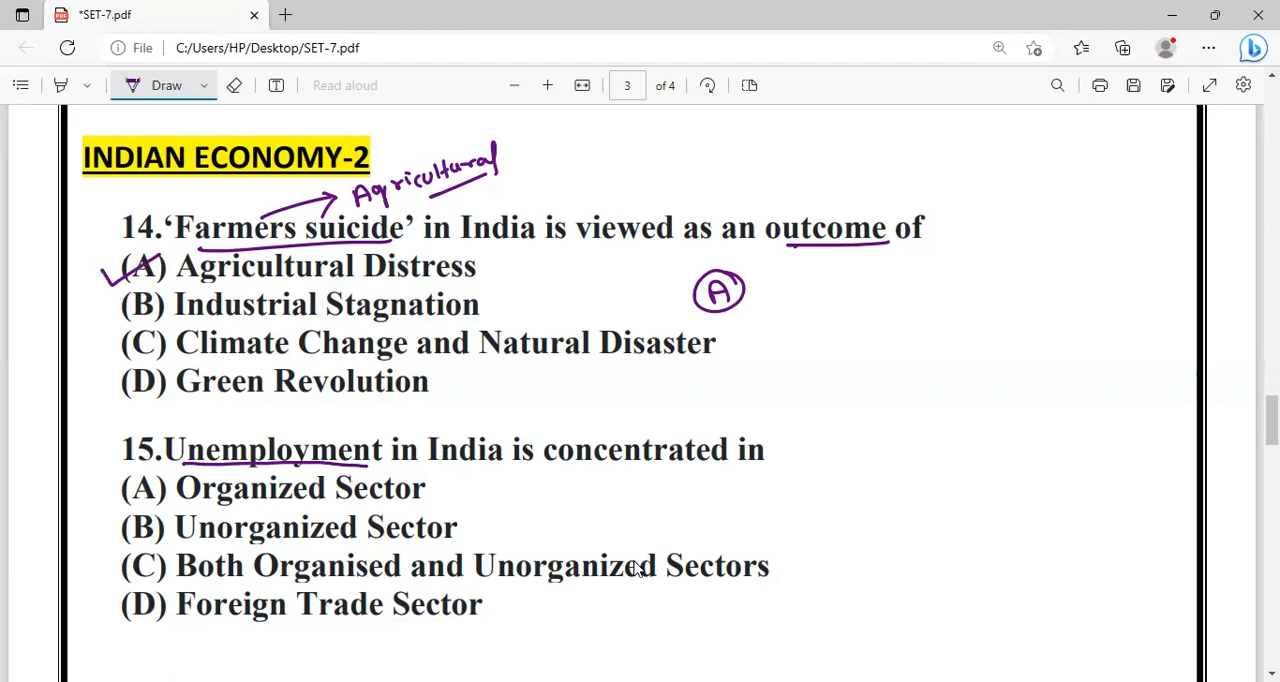 *SET-7.pdf
File C:/Users/HP/Desktop/SET-7.pdf
Draw Read aloud 3 of 4
INDIAN ECONOMY-2
Agricultural
14.‘Farmers suicide’ in India is viewed as an outcome of
(A) Agricultural Distress
A
(B) Industrial Stagnation
(C) Climate Change and Natural Disaster
(D) Green Revolution
15.Unemployment in India is concentrated in
(A) Organized Sector
(B) Unorganized Sector
(C) Both Organised and Unorganized Sectors
(D) Foreign Trade Sector